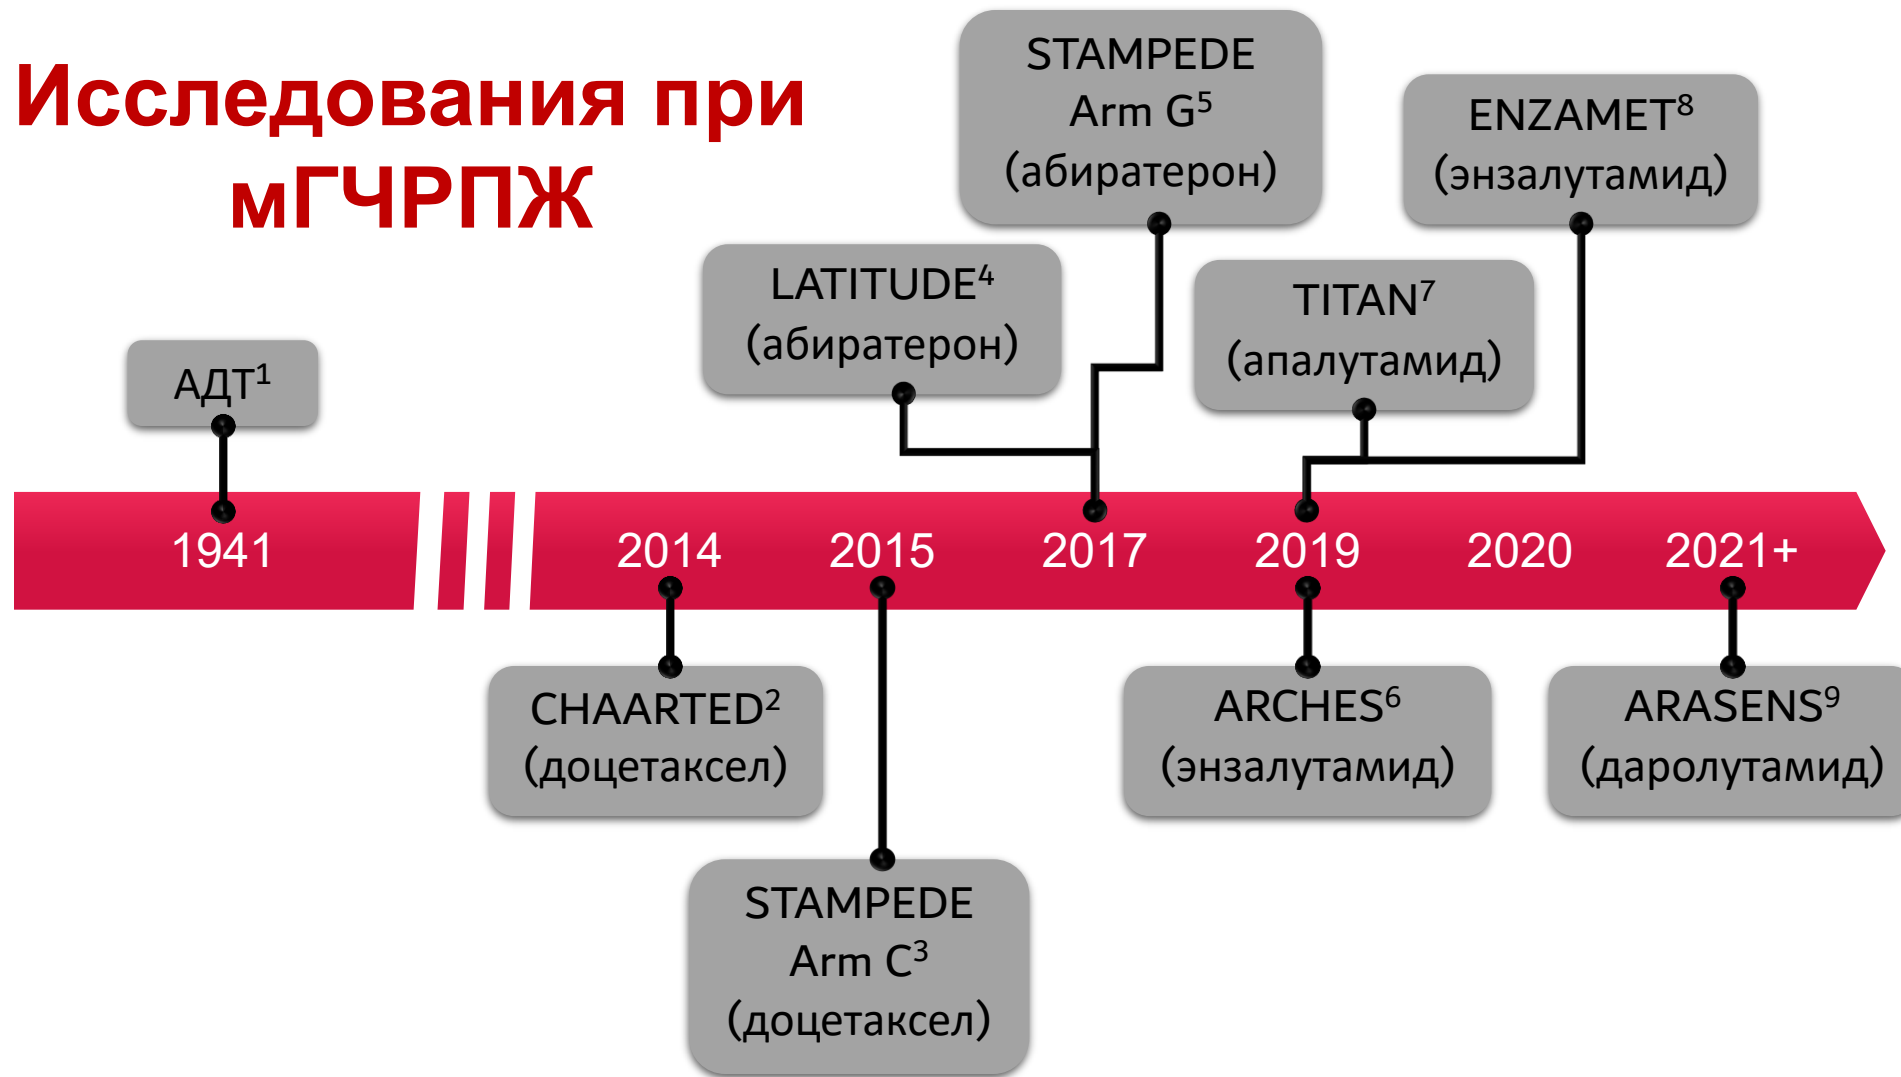 Исследования при
мГЧРПЖ
STAMPEDE
Arm G⁵
(абиратерон)
ENZAMET⁸
(энзалутамид)
LATITUDE⁴
(абиратерон)
TITAN⁷
(апалутамид)
АДТ¹
1941
2014
2015
2017
2019
2020
2021+
CHAARTED²
(доцетаксел)
ARCHES⁶
(энзалутамид)
ARASENS⁹
(даролутамид)
STAMPEDE
Arm C³
(доцетаксел)